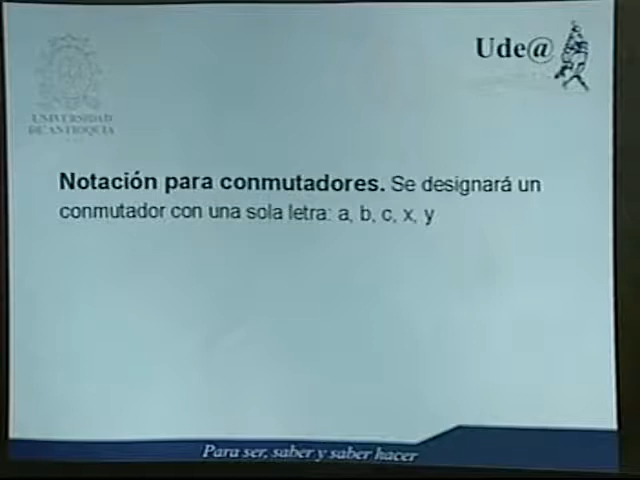 Ude@
UNIVERSIDAD
DE ANTIOQUIA
Notación para conmutadores. Se designará un
conmutador con una sola letra: a, b, c, x, y
Para ser, saber y saber hacer